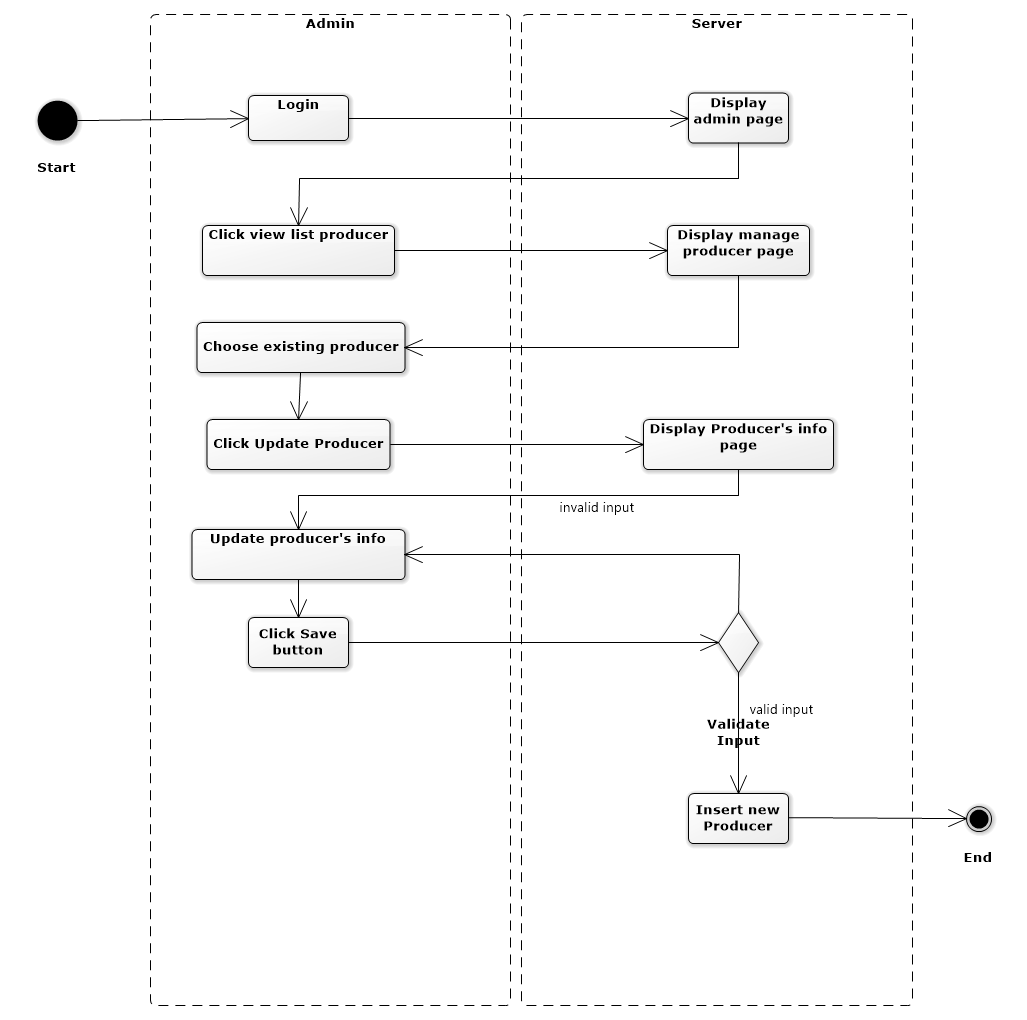 Admin
Server
Login
Display
admin page
Start
Click view list producer
Display manage
producer page
Choose existing producer
Click Update Producer
Display Producer's info
page
invalid input
Update producer's info
Click Save
button
valid input
Validate
Input
Insert new
Producer
End